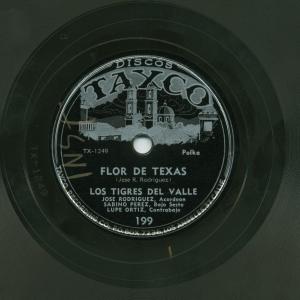 DISCOS
TAXCO
TX-1249
Polka
FLOR DE TEXAS
(Jose R. Rodriguez)
LOS TIGRES DEL VALLE
JOSE RODRIGUEZ, Acordeon
SABINO PEREZ, Bajo Sexto
LUPE ORTIZ, Contrabajo
199